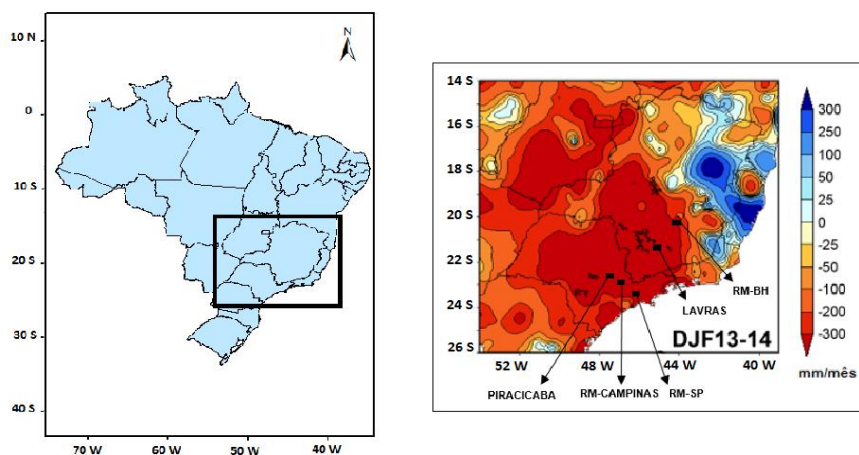 10 N
0
10 S
20 S
30 S
40 S
70 W 60 W 50 W 40 W
N
14 S
16 S
18 S
20 S
22 S
24 S
26 S
52 W 48 W 44 W 40 W
DJF13-14
RM-BH
LAVRAS
PIRACICABA RM-CAMPINAS RM-SP
300
250
100
50
25
0
-25
-50
-100
-200
-300
mm/mês